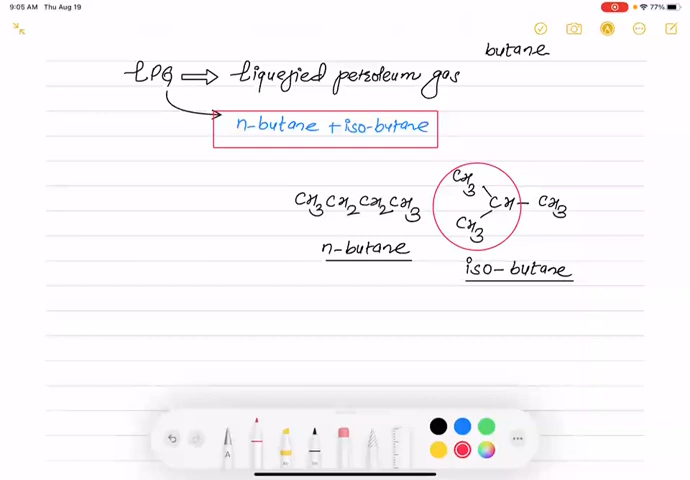 9:05 AM Thu Aug 19
77%
butane
LPG ⇒ liquefied petroleum gas
n-butane + iso-butane
CH3
CH3CH2CH2CH3
CH-CH3
CH3
n-butane
iso-butane
A